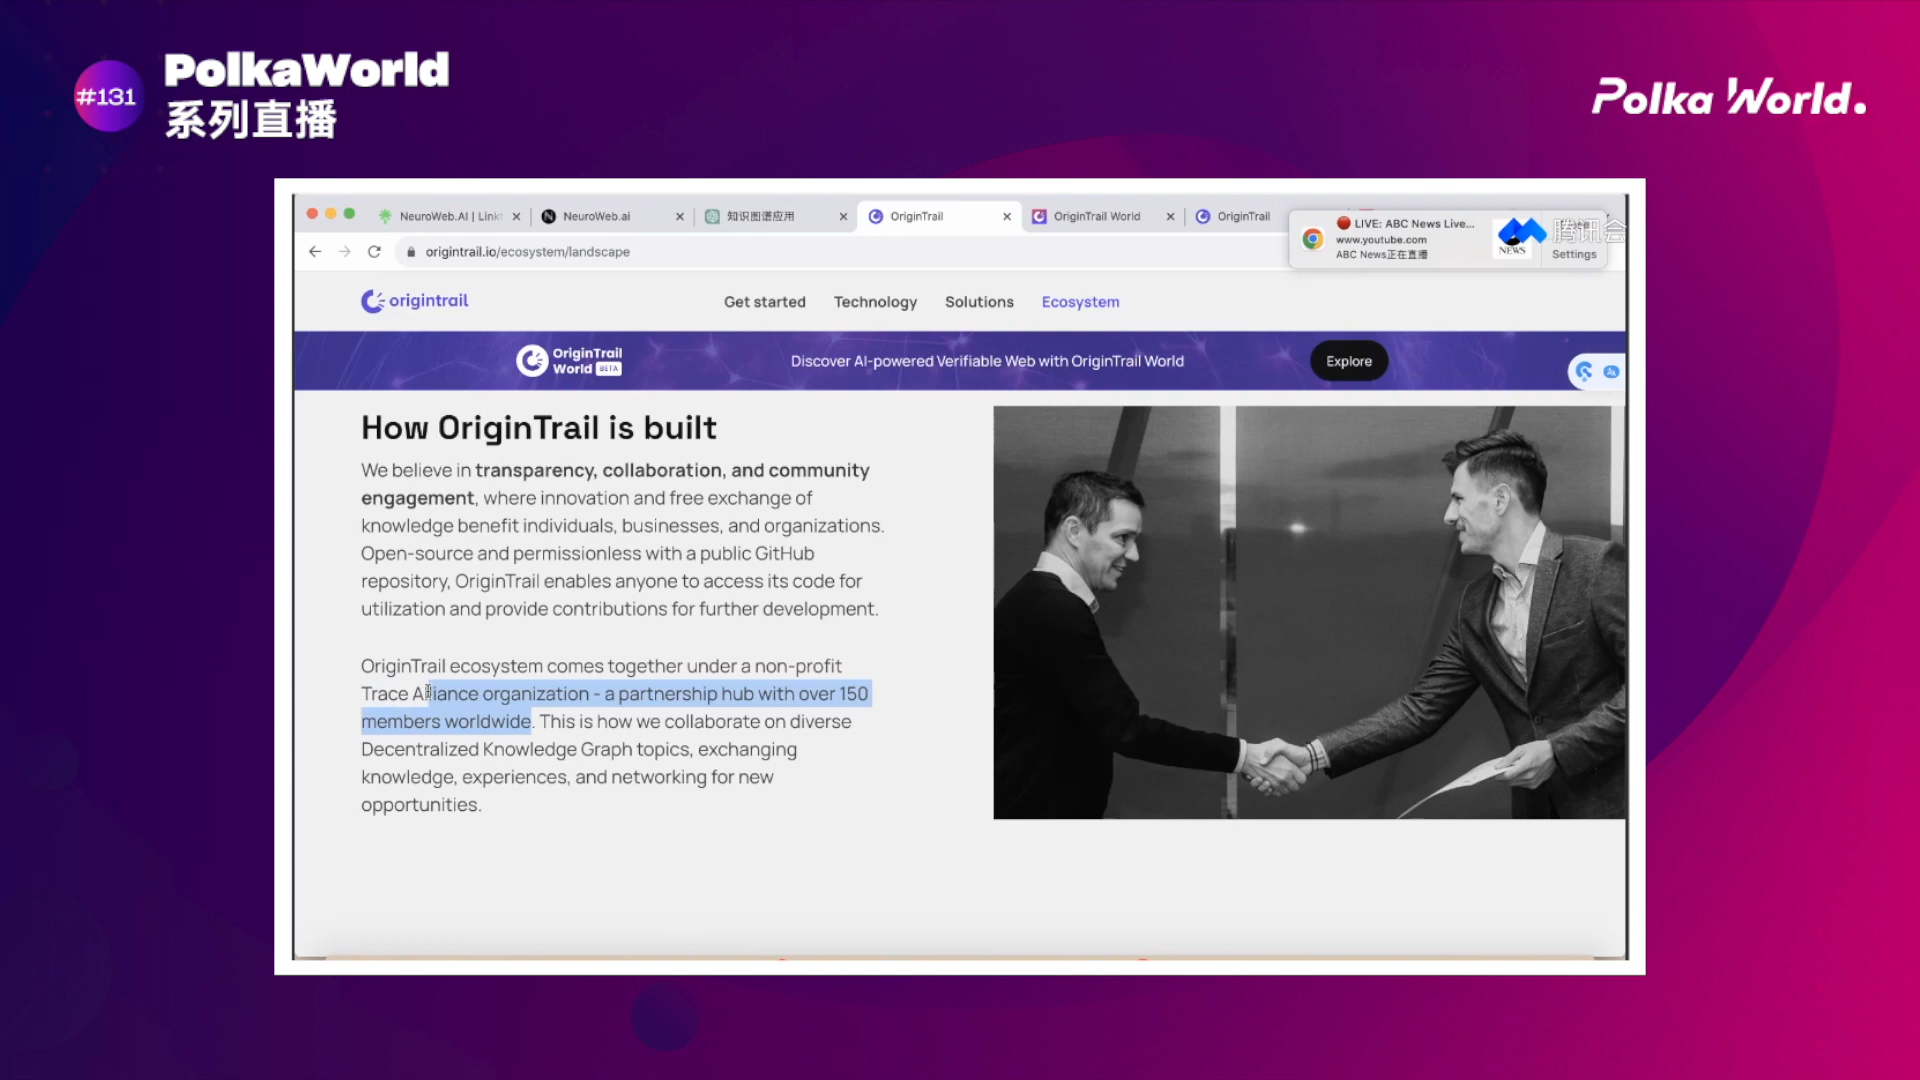 #131
PolkaWorld
系列直播
Polka World.
NeuroWeb.AI | Link
NeuroWeb.ai
知识图谱应用
OriginTrail
OriginTrail World
OriginTrail
origintrail.io/ecosystem/landscape
LIVE: ABC News Live...
www.youtube.com
ABC News正在直播
NEWS
腾讯会
Settings
origintrail
Get started
Technology
Solutions
Ecosystem
OriginTrail
World BETA
Discover AI-powered Verifiable Web with OriginTrail World
Explore
How OriginTrail is built
We believe in transparency, collaboration, and community
engagement, where innovation and free exchange of
knowledge benefit individuals, businesses, and organizations.
Open-source and permissionless with a public GitHub
repository, OriginTrail enables anyone to access its code for
utilization and provide contributions for further development.
OriginTrail ecosystem comes together under a non-profit
Trace Alliance organization - a partnership hub with over 150
members worldwide. This is how we collaborate on diverse
Decentralized Knowledge Graph topics, exchanging
knowledge, experiences, and networking for new
opportunities.